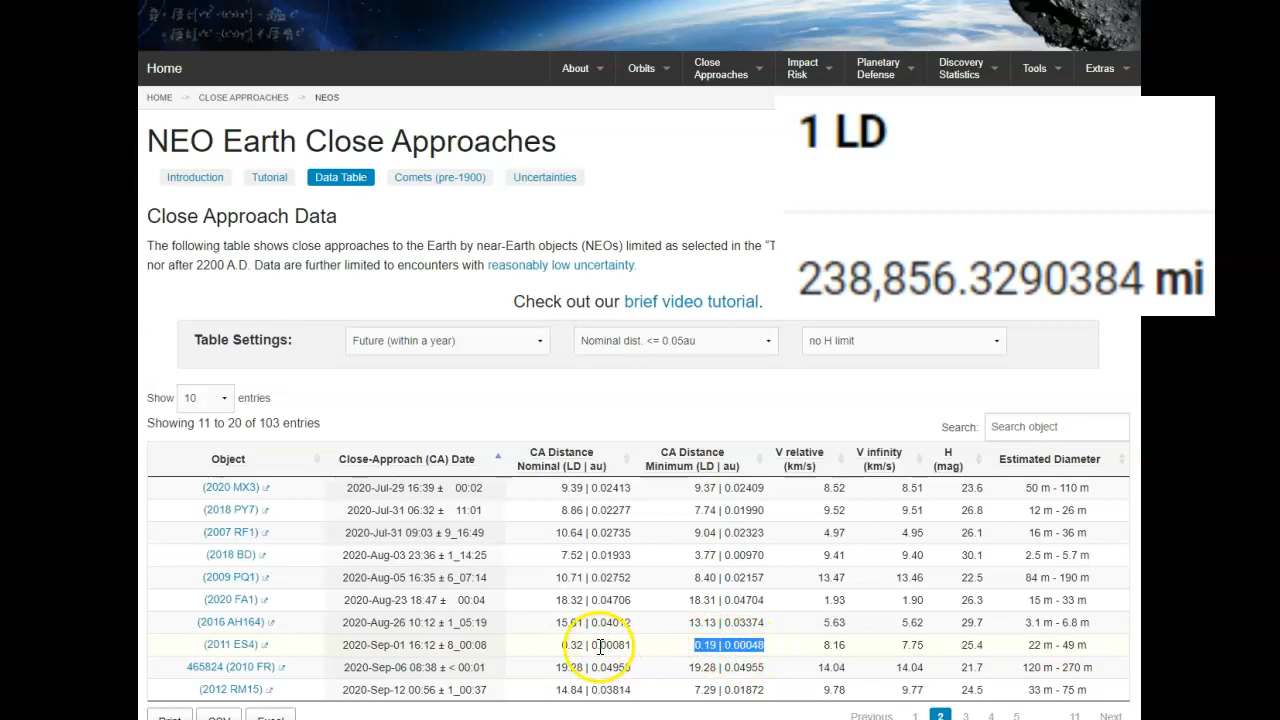 Home About Orbits Close Approaches Impact Risk Planetary Defense Discovery Statistics Tools Extras
HOME -> CLOSE APPROACHES -> NEOS
1 LD
NEO Earth Close Approaches
Introduction Tutorial Data Table Comets (pre-1900) Uncertainties
Close Approach Data
The following table shows close approaches to the Earth by near-Earth objects (NEOs) limited as selected in the “T
nor after 2200 A.D. Data are further limited to encounters with reasonably low uncertainty.
238,856.3290384 mi
Check out our brief video tutorial.
Table Settings: Future (within a year) Nominal dist. <= 0.05au no H limit
Show 10 entries
Showing 11 to 20 of 103 entries
Search: Search object
Object Close-Approach (CA) Date CA Distance Nominal (LD | au) CA Distance Minimum (LD | au) V relative (km/s) V infinity (km/s) H (mag) Estimated Diameter
(2020 MX3) 2020-Jul-29 16:39 ± 00:02 9.39 | 0.02413 9.37 | 0.02409 8.52 8.51 23.6 50 m - 110 m
(2018 PY7) 2020-Jul-31 06:32 ± 11:01 8.86 | 0.02277 7.74 | 0.01990 9.52 9.51 26.8 12 m - 26 m
(2007 RF1) 2020-Jul-31 09:03 ± 9_16:49 10.64 | 0.02735 9.04 | 0.02323 4.97 4.95 26.1 16 m - 36 m
(2018 BD) 2020-Aug-03 23:36 ± 1_14:25 7.52 | 0.01933 3.77 | 0.00970 9.41 9.40 30.1 2.5 m - 5.7 m
(2009 PQ1) 2020-Aug-05 16:35 ± 6_07:14 10.71 | 0.02752 8.40 | 0.02157 13.47 13.46 22.5 84 m - 190 m
(2020 FA1) 2020-Aug-23 18:47 ± 00:04 18.32 | 0.04706 18.31 | 0.04704 1.93 1.90 26.3 15 m - 33 m
(2016 AH164) 2020-Aug-26 10:12 ± 1_05:19 15.61 | 0.04012 13.13 | 0.03374 5.63 5.62 29.7 3.1 m - 6.8 m
(2011 ES4) 2020-Sep-01 16:12 ± 8_00:08 0.32 | 0.00081 0.19 | 0.00048 8.16 7.75 25.4 22 m - 49 m
465824 (2010 FR) 2020-Sep-06 08:38 ± < 00:01 19.28 | 0.04955 19.28 | 0.04955 14.04 14.04 21.7 120 m - 270 m
(2012 RM15) 2020-Sep-12 00:56 ± 1_00:37 14.84 | 0.03814 7.29 | 0.01872 9.78 9.77 24.5 33 m - 75 m
Print CSV Excel Previous 1 2 3 4 5 11 Next